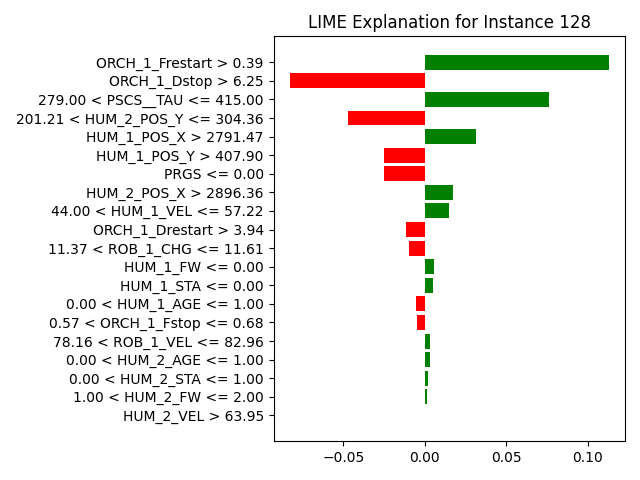 LIME Explanation for Instance 128
ORCH_1_Frestart > 0.39
ORCH_1_Dstop > 6.25
279.00 < PSCS__TAU <= 415.00
201.21 < HUM_2_POS_Y <= 304.36
HUM_1_POS_X > 2791.47
HUM_1_POS_Y > 407.90
PRGS <= 0.00
HUM_2_POS_X > 2896.36
44.00 < HUM_1_VEL <= 57.22
ORCH_1_Drestart > 3.94
11.37 < ROB_1_CHG <= 11.61
HUM_1_FW <= 0.00
HUM_1_STA <= 0.00
0.00 < HUM_1_AGE <= 1.00
0.57 < ORCH_1_Fstop <= 0.68
78.16 < ROB_1_VEL <= 82.96
0.00 < HUM_2_AGE <= 1.00
0.00 < HUM_2_STA <= 1.00
1.00 < HUM_2_FW <= 2.00
HUM_2_VEL > 63.95
−0.05 0.00 0.05 0.10